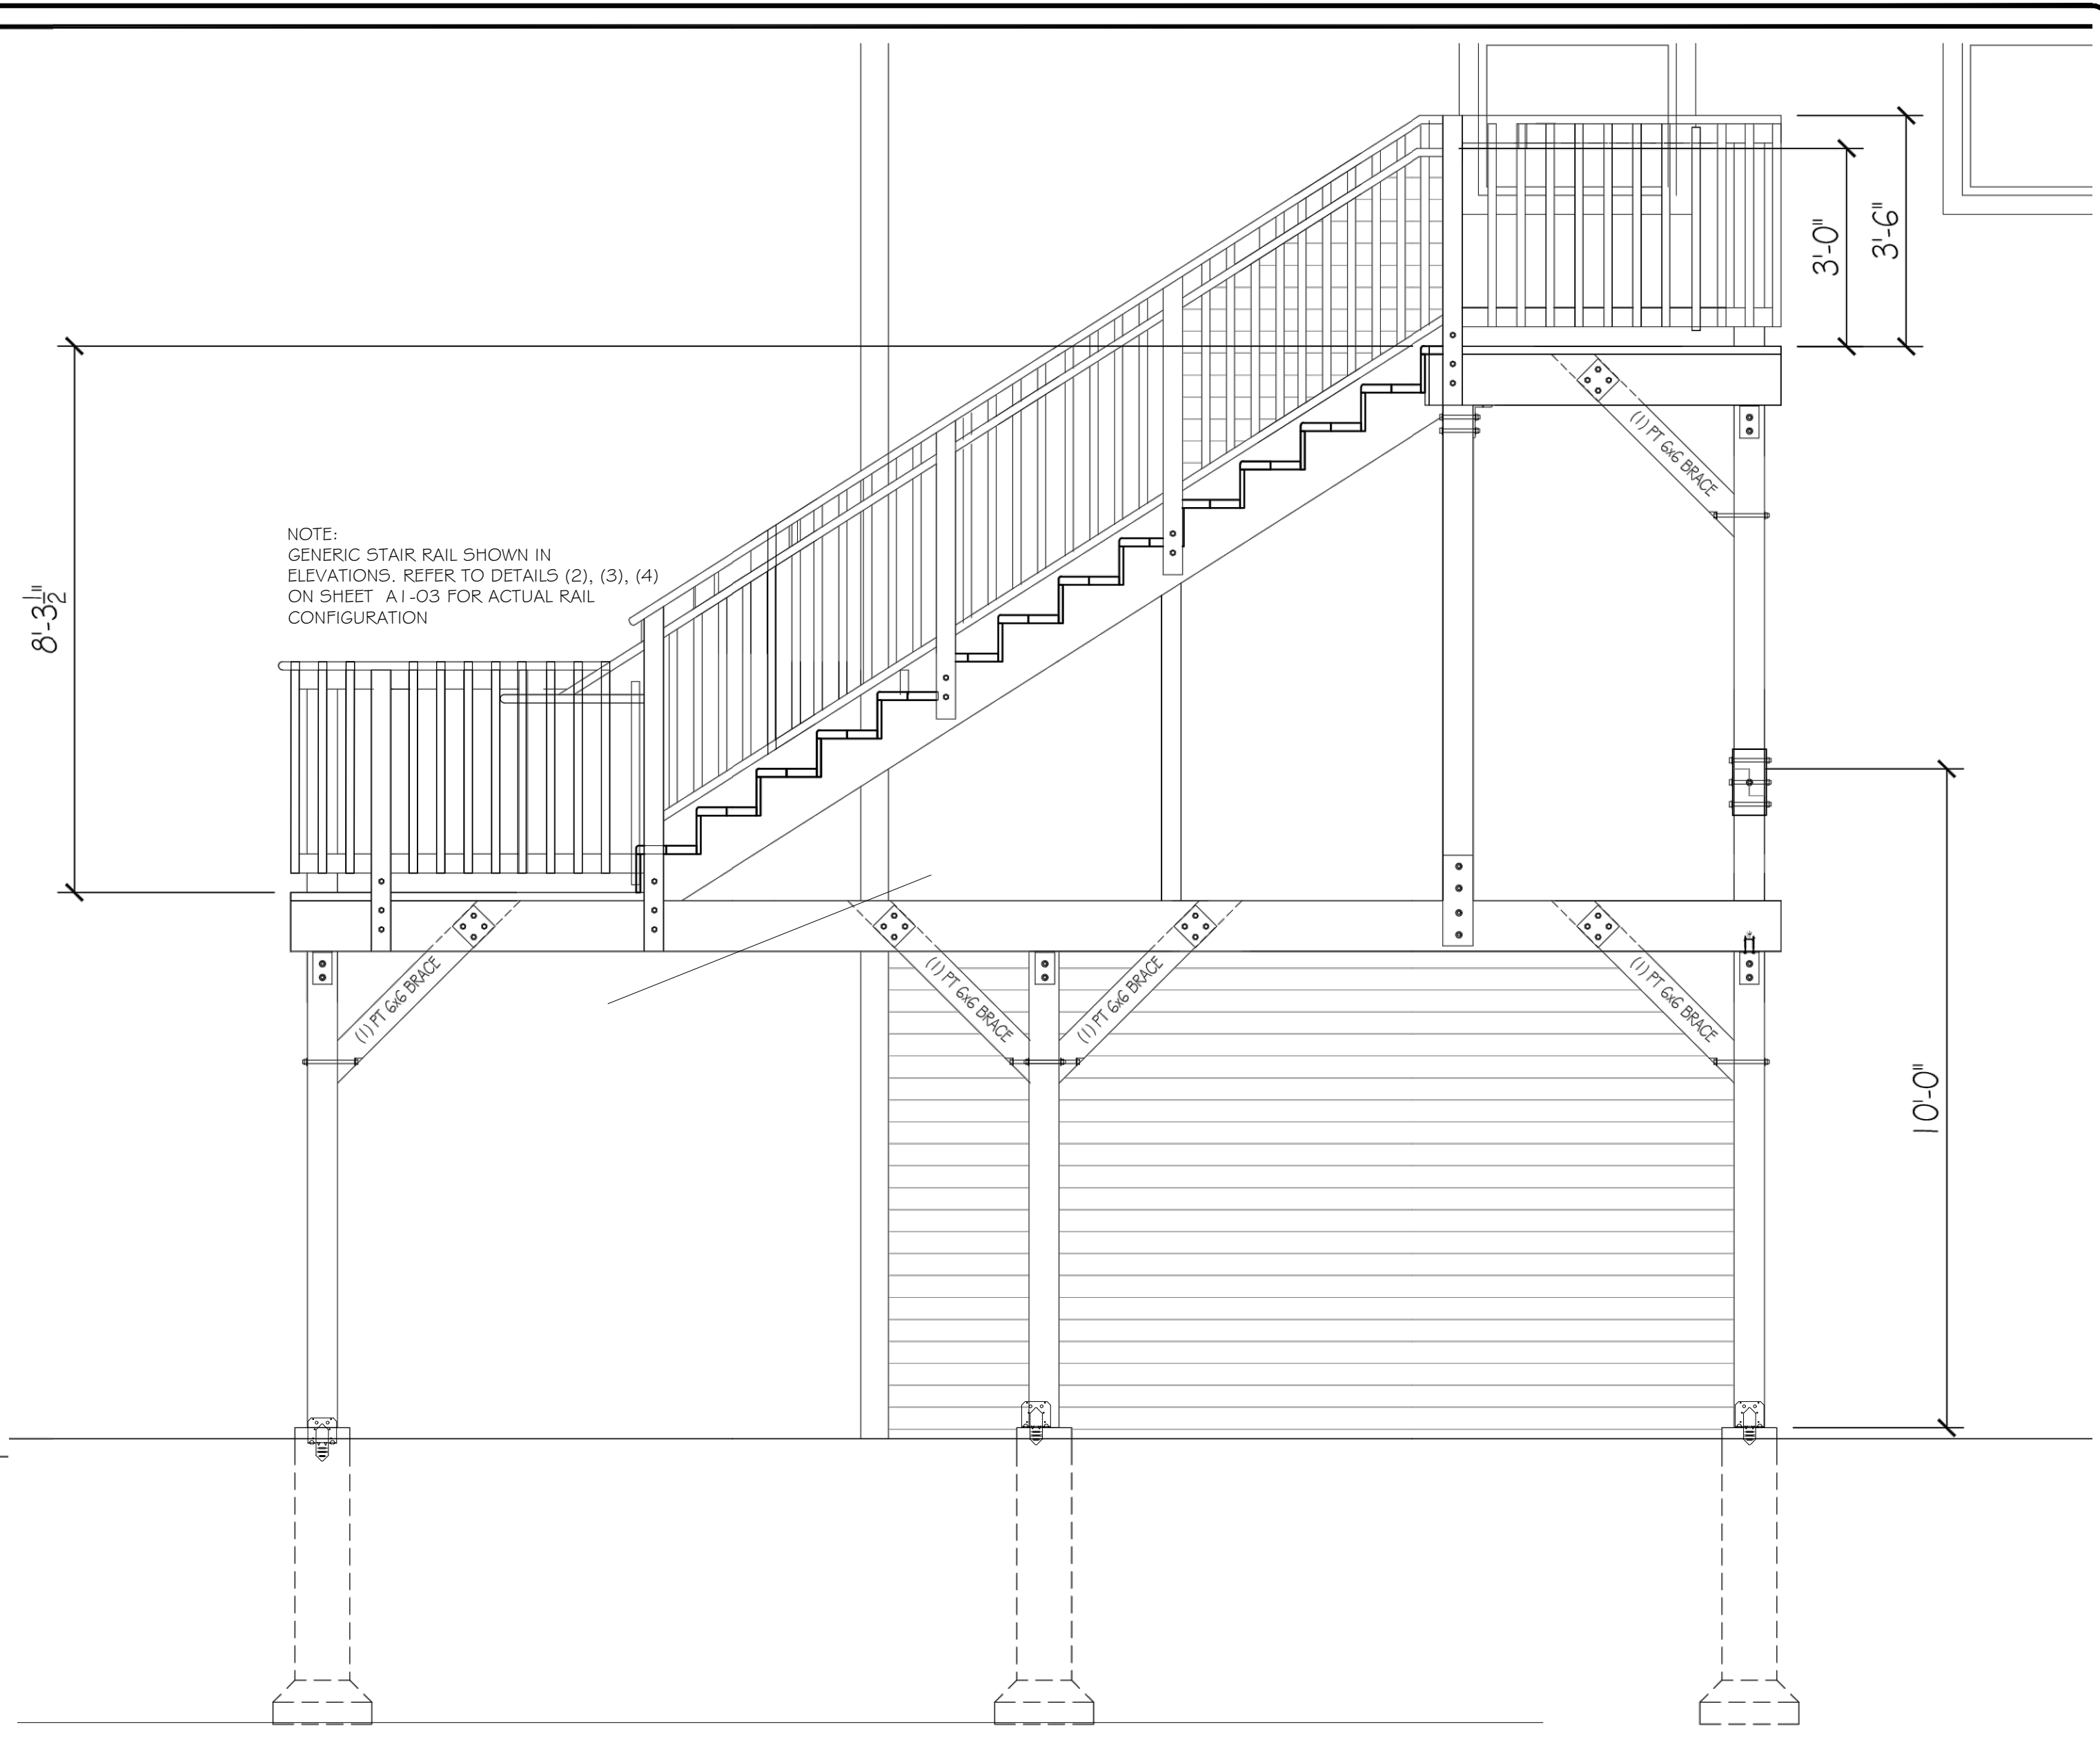 3'-0"
3'-6"
(1) PT 6x6 BRACE
NOTE:
GENERIC STAIR RAIL SHOWN IN
ELEVATIONS. REFER TO DETAILS (2), (3), (4)
ON SHEET A1-03 FOR ACTUAL RAIL
CONFIGURATION
8'-3 1/2"
(1) PT 6x6 BRACE
(1) PT 6x6 BRACE
(1) PT 6x6 BRACE
(1) PT 6x6 BRACE
10'-0"